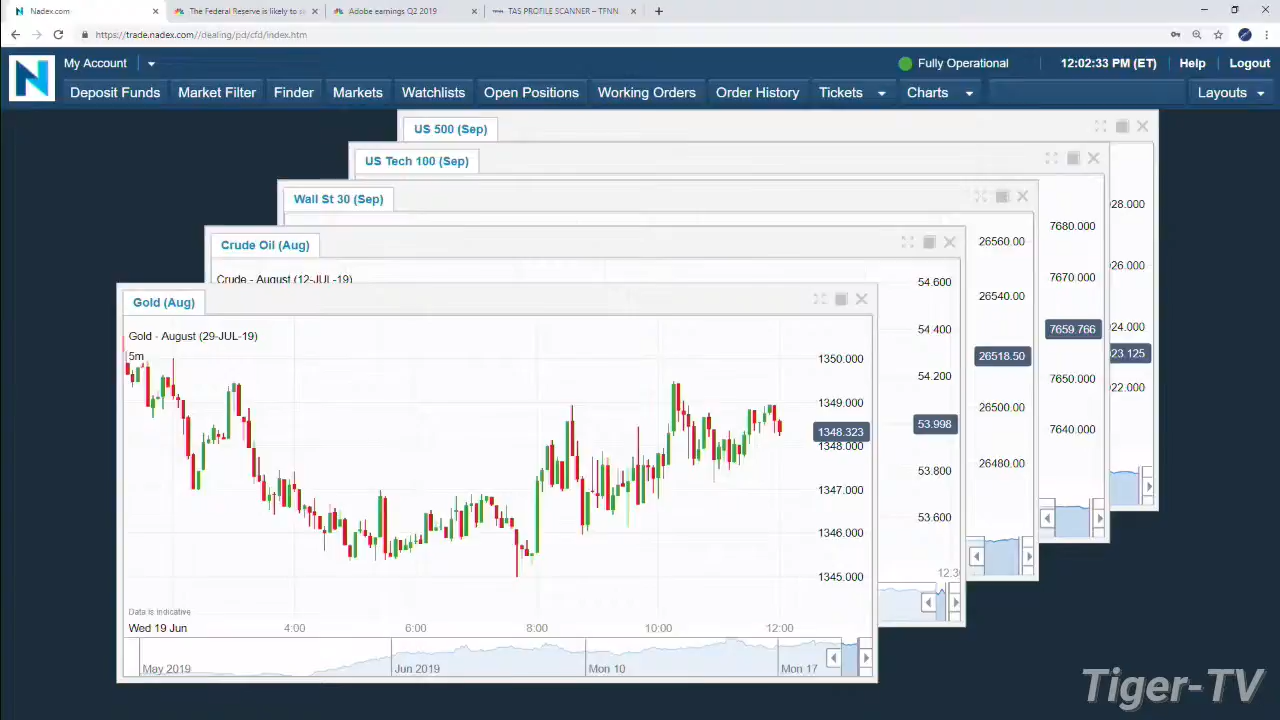 Nadex.com
The Federal Reserve is likely to s
Adobe earnings Q2 2019
TAS PROFILE SCANNER – TFNN
https://trade.nadex.com//dealing/pd/cfd/index.htm
N
My Account
Fully Operational
12:02:33 PM (ET)
Help
Logout
Deposit Funds
Market Filter
Finder
Markets
Watchlists
Open Positions
Working Orders
Order History
Tickets
Charts
Layouts
US 500 (Sep)
US Tech 100 (Sep)
Wall St 30 (Sep)
Crude Oil (Aug)
Crude - August (12-JUL-19)
Gold (Aug)
Gold - August (29-JUL-19)
5m
1350.000
1349.000
1348.323
1348.000
1347.000
1346.000
1345.000
54.600
54.400
54.200
53.998
53.800
53.600
12:30
26560.00
26540.00
26518.50
26500.00
26480.00
7680.000
7670.000
7659.766
7650.000
7640.000
28.000
26.000
24.000
23.125
22.000
Data is indicative
Wed 19 Jun
4:00
6:00
8:00
10:00
12:00
May 2019
Jun 2019
Mon 10
Mon 17
Tiger-TV